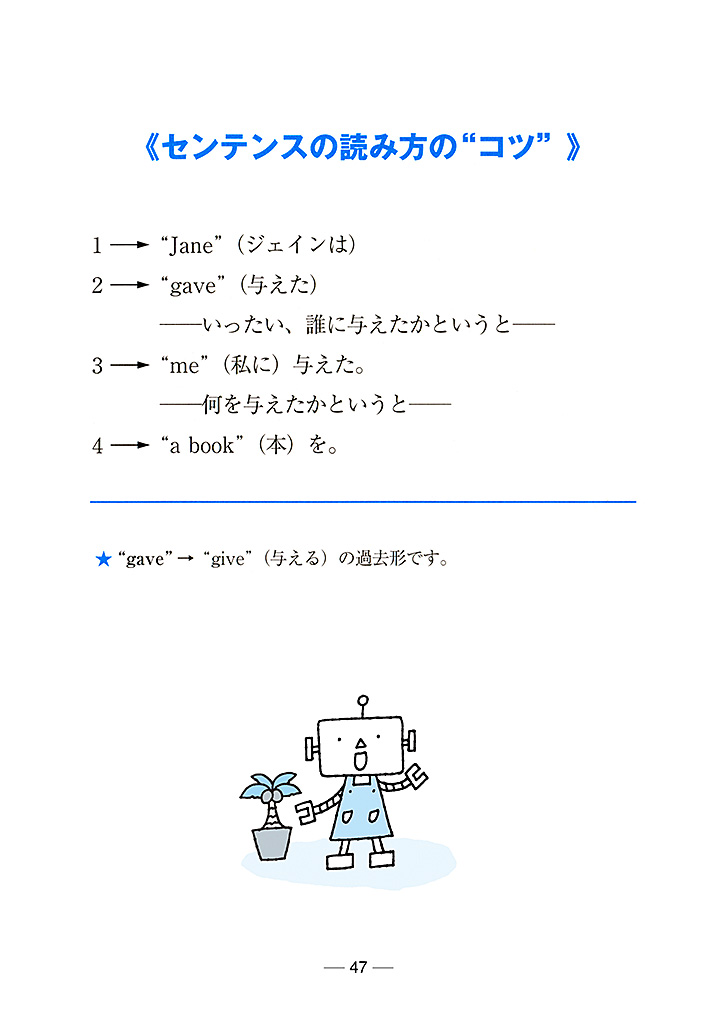 《センテンスの読み方の“コツ”》
1 → “Jane”（ジェインは）
2 → “gave”（与えた）
――いったい、誰に与えたかというと――
3 → “me”（私に）与えた。
――何を与えたかというと――
4 → “a book”（本）を。
★ “gave” → “give”（与える）の過去形です。
― 47 ―